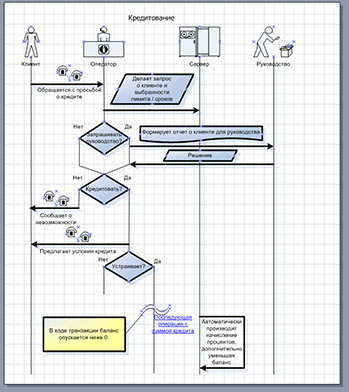 Кредитование
Клиент
Оператор
Сервер
Руководство
Обращается с просьбой
о кредите
Делает запрос
о клиенте и
выбранности
лимита / сроков
Нет
Да
Запрашивать
руководство?
Формирует отчет о клиенте для руководства
Решение
Нет
Да
Кредитовать?
Сообщает о
невозможности
Предлагает условия кредита
Нет
Да
Устраивает?
В ходе транзакции баланс
опускается ниже 0.
Последующая
операция с
суммой кредита
Автоматически
производят
начисление
процентов,
дополнительно
уменьшая
баланс